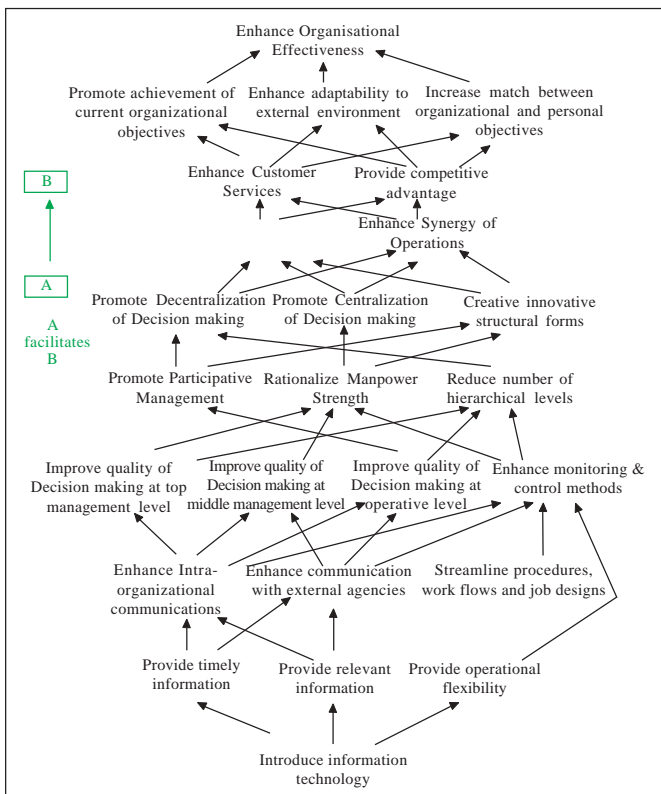 Enhance Organised
Effectiveness
Promote achievement of
current organizational
objectives
Enhance adaptability to
external environment
Increase match between
organizational and personal
objectives
Enhance Customer
Services
Provide competitive
advantage
B
Enhance Synergy of
Operations
A
A
facilitates
B
Promote Decentralization
of Decision making
Promote Centralization
of Decision making
Creative innovative
structural forms
Promote Participative
Management
Rationalize Manpower
Strength
Reduce number of
hierarchical levels
Improve quality of
Decision making at top
management level
Improve quality of
Decision making at
middle management level
Improve quality of
Decision making at
operative level
Enhance monitoring &
control methods
Enhance Intra-
organizational
communications
Enhance communication
with external agencies
Streamline procedures,
work flows and job designs
Provide timely
information
Provide relevant
information
Provide operational
flexibility
Introduce information
technology